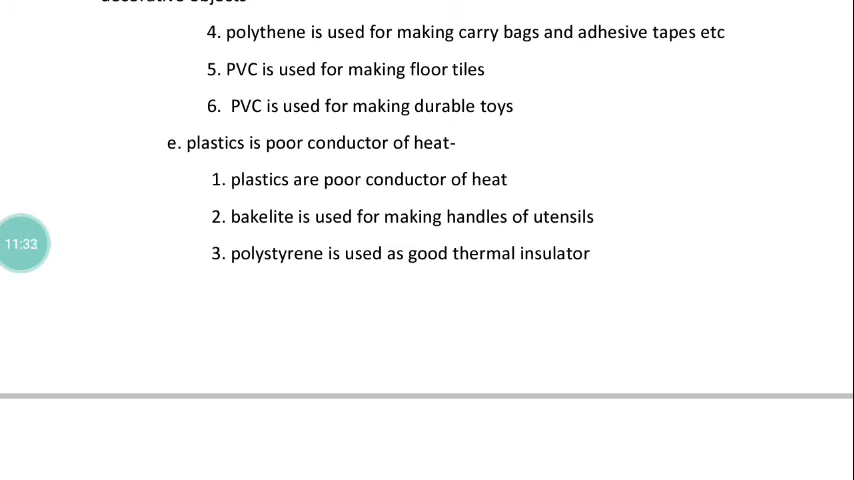 decorative objects
4. polythene is used for making carry bags and adhesive tapes etc
5. PVC is used for making floor tiles
6. PVC is used for making durable toys
e. plastics is poor conductor of heat-
1. plastics are poor conductor of heat
2. bakelite is used for making handles of utensils
11:33
3. polystyrene is used as good thermal insulator